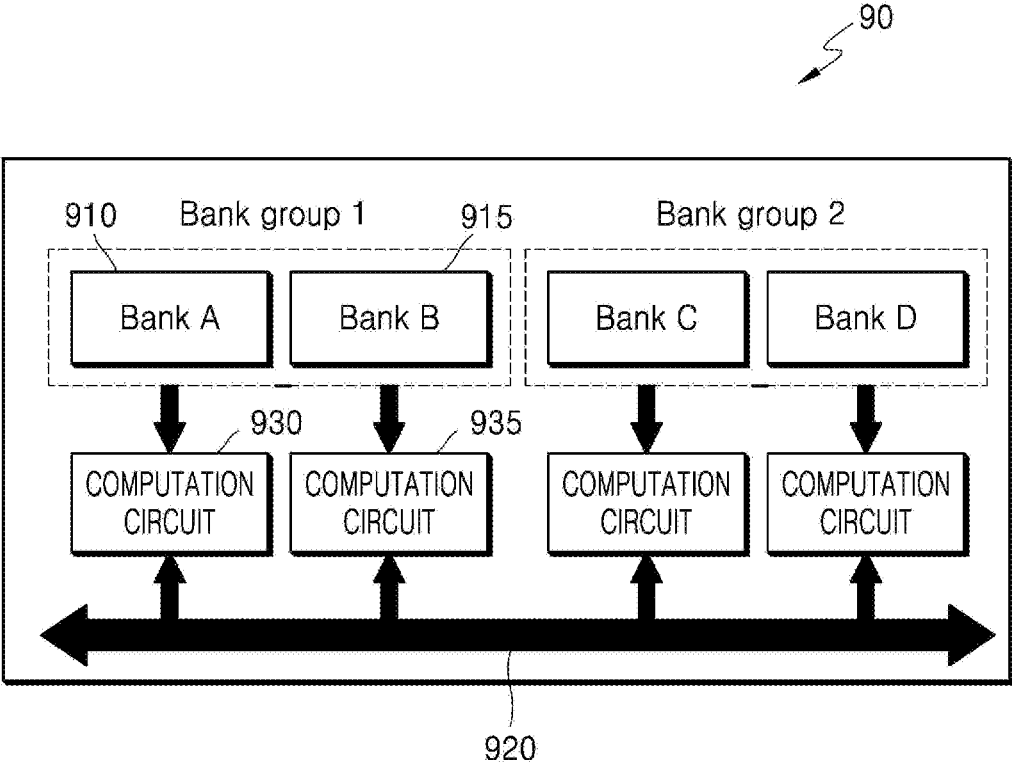 90
910
Bank group 1
915
Bank group 2
Bank A
Bank B
Bank C
Bank D
930
935
COMPUTATION
CIRCUIT
COMPUTATION
CIRCUIT
COMPUTATION
CIRCUIT
COMPUTATION
CIRCUIT
920